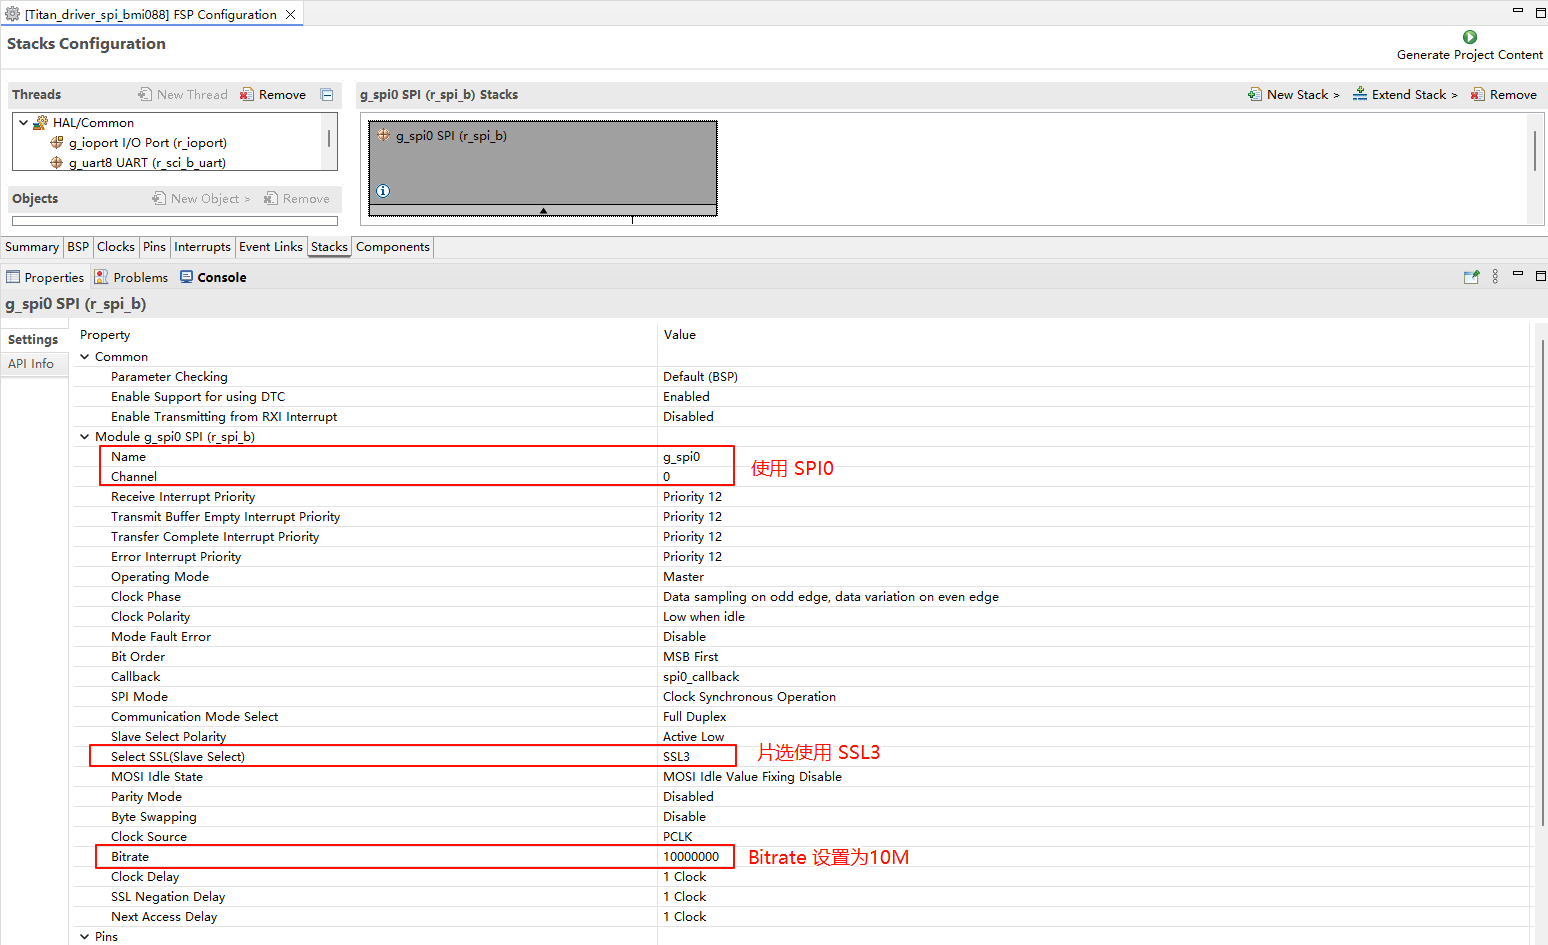 [Titan_driver_spi_bmi088] FSP Configuration
Stacks Configuration
Generate Project Content
Threads New Thread Remove
g_spi0 SPI (r_spi_b) Stacks New Stack > Extend Stack > Remove
HAL/Common
g_ioport I/O Port (r_ioport)
g_uart8 UART (r_sci_b_uart)
g_spi0 SPI (r_spi_b)
Objects New Object > Remove
Summary BSP Clocks Pins Interrupts Event Links Stacks Components
Properties Problems Console
g_spi0 SPI (r_spi_b)
Settings
API Info
Property Value
Common
Parameter Checking Default (BSP)
Enable Support for using DTC Enabled
Enable Transmitting from RXI Interrupt Disabled
Module g_spi0 SPI (r_spi_b)
Name g_spi0
Channel 0
使用 SPI0
Receive Interrupt Priority Priority 12
Transmit Buffer Empty Interrupt Priority Priority 12
Transfer Complete Interrupt Priority Priority 12
Error Interrupt Priority Priority 12
Operating Mode Master
Clock Phase Data sampling on odd edge, data variation on even edge
Clock Polarity Low when idle
Mode Fault Error Disable
Bit Order MSB First
Callback spi0_callback
SPI Mode Clock Synchronous Operation
Communication Mode Select Full Duplex
Slave Select Polarity Active Low
Select SSL(Slave Select) SSL3 片选使用 SSL3
MOSI Idle State MOSI Idle Value Fixing Disable
Parity Mode Disabled
Byte Swapping Disable
Clock Source PCLK
Bitrate 10000000 Bitrate 设置为10M
Clock Delay 1 Clock
SSL Negation Delay 1 Clock
Next Access Delay 1 Clock
Pins